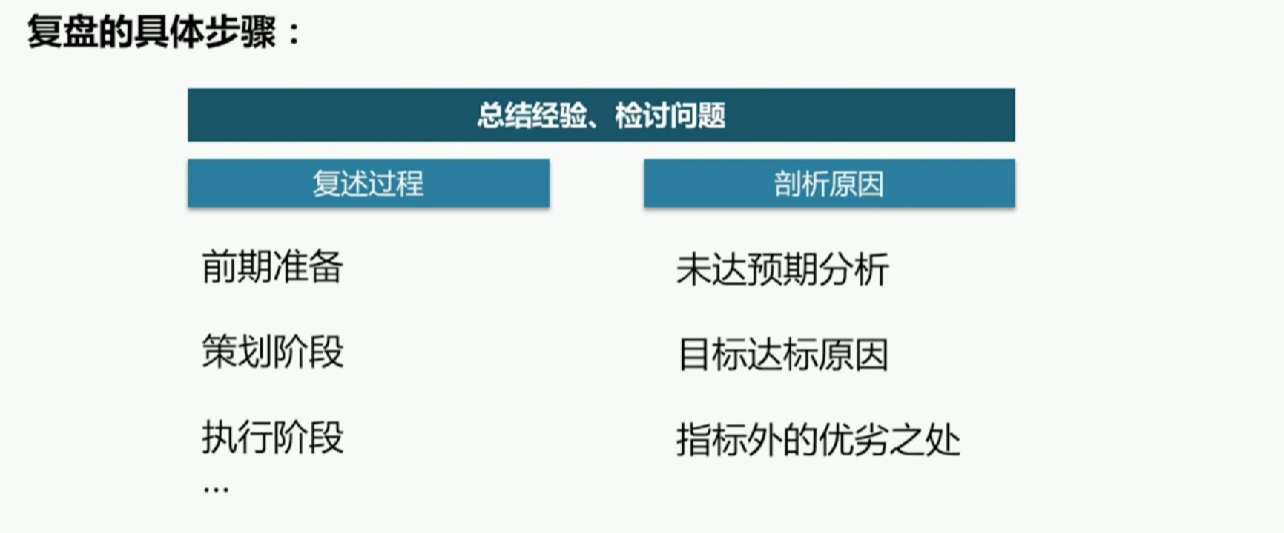 复盘的具体步骤：
总结经验、检讨问题
复述过程
剖析原因
前期准备
未达预期分析
策划阶段
目标达标原因
执行阶段
指标外的优劣之处
...